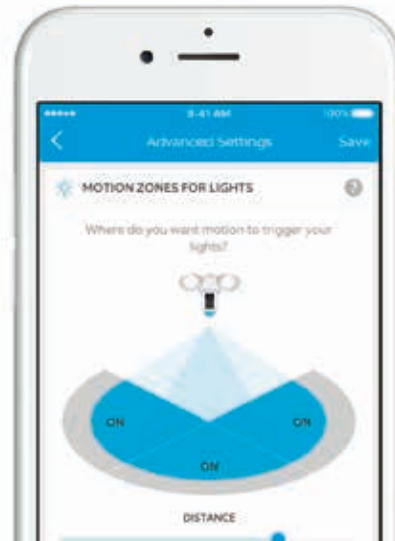 9:41 AM
100%
Advanced Settings
Save
MOTION ZONES FOR LIGHTS
?
Where do you want motion to trigger your
lights?
ON
ON
ON
DISTANCE